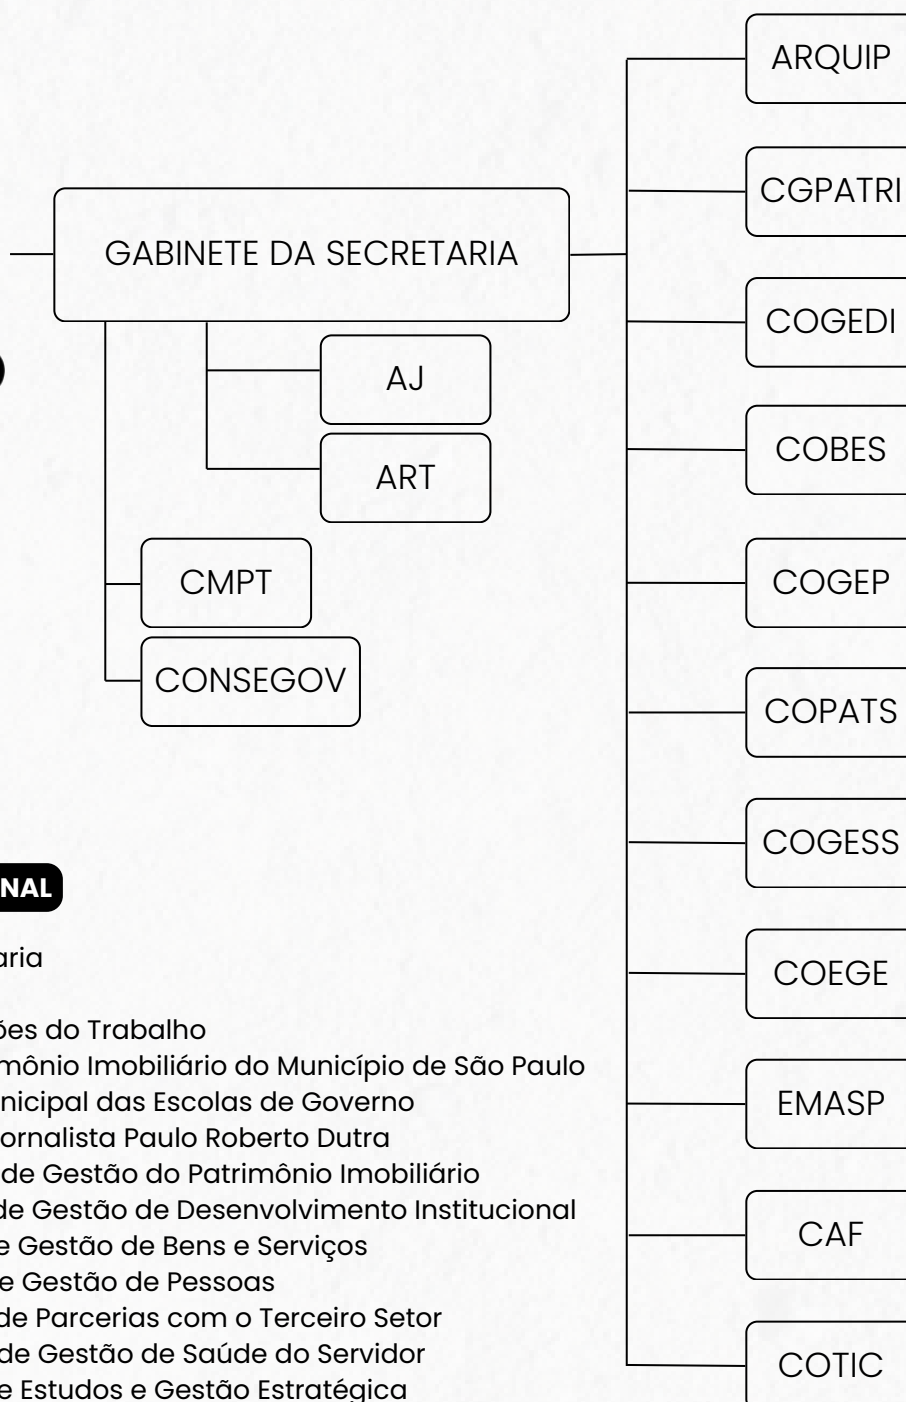 ARQUIP
CGPATRI
GABINETE DA SECRETARIA
COGEDI
AJ
COBES
ART
CMPT
COGEP
CONSEGOV
COPATS
COGESS
NAL
aria
COEGE
ões do Trabalho
mônio Imobiliário do Município de São Paulo
nicipal das Escolas de Governo
EMASP
ornalista Paulo Roberto Dutra
de Gestão do Patrimônio Imobiliário
de Gestão de Desenvolvimento Institucional
e Gestão de Bens e Serviços
CAF
e Gestão de Pessoas
de Parcerias com o Terceiro Setor
de Gestão de Saúde do Servidor
COTIC
e Estudos e Gestão Estratégica